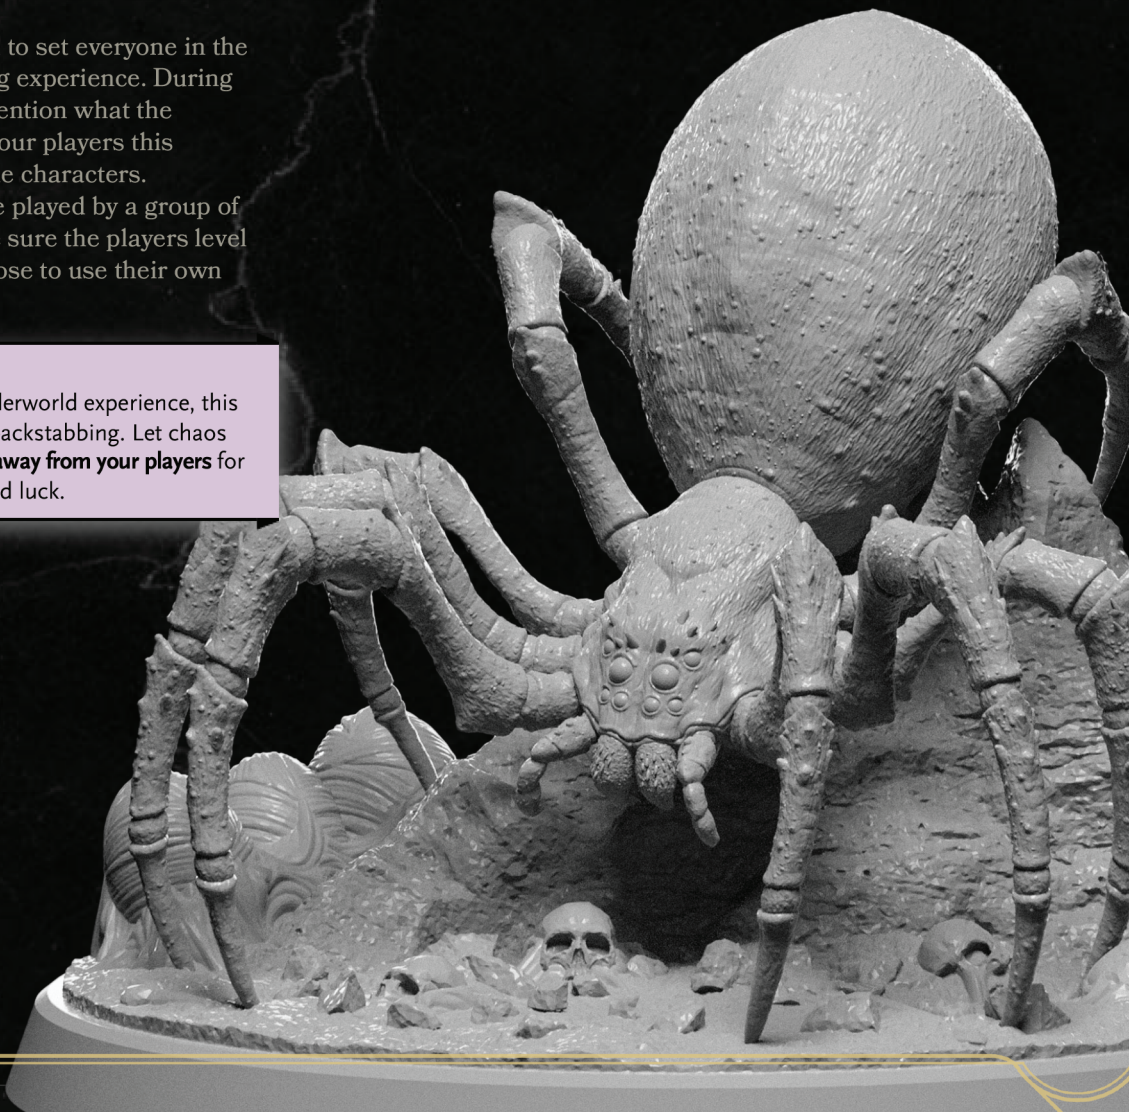 to set everyone in the
g experience. During
ention what the
our players this
e characters.
e played by a group of
sure the players level
ose to use their own
lerworld experience, this
ackstabbing. Let chaos
away from your players for
d luck.